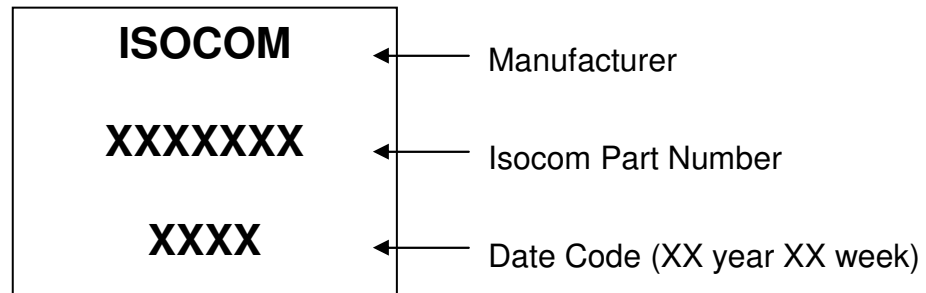 ISOCOM
Manufacturer
XXXXXXX
Isocom Part Number
XXXX
Date Code (XX year XX week)